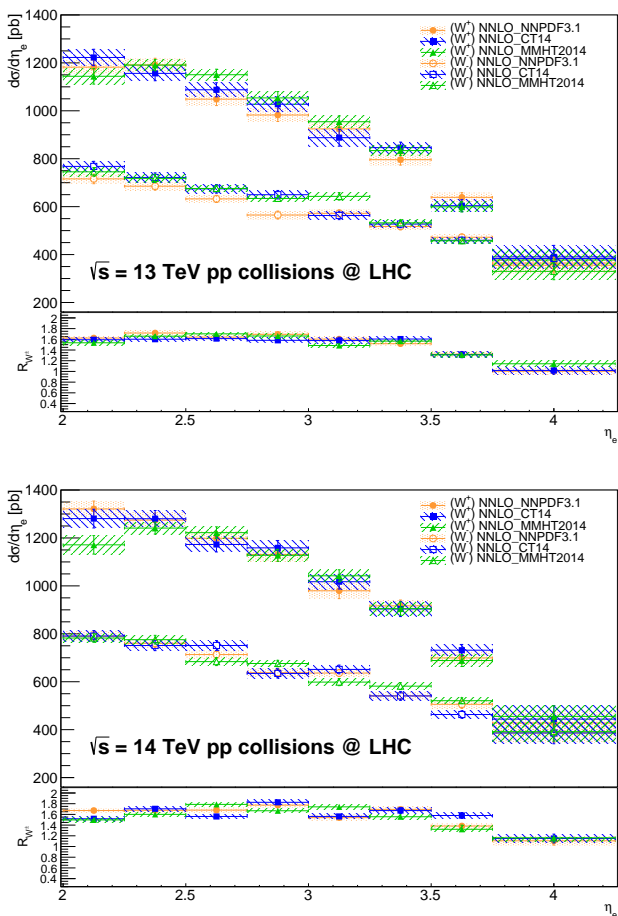 dσ/dη_e [pb]
1400
1200
1000
800
600
400
200
(W⁺) NNLO_NNPDF3.1
(W⁺) NNLO_CT14
(W⁺) NNLO_MMHT2014
(W⁻) NNLO_NNPDF3.1
(W⁻) NNLO_CT14
(W⁻) NNLO_MMHT2014
√s = 13 TeV pp collisions @ LHC
R_W±
2
1.8
1.6
1.4
1.2
1
0.8
0.6
0.4
2 2.5 3 3.5 4
η_e
dσ/dη_e [pb]
1400
1200
1000
800
600
400
200
(W⁺) NNLO_NNPDF3.1
(W⁺) NNLO_CT14
(W⁺) NNLO_MMHT2014
(W⁻) NNLO_NNPDF3.1
(W⁻) NNLO_CT14
(W⁻) NNLO_MMHT2014
√s = 14 TeV pp collisions @ LHC
R_W±
2
1.8
1.6
1.4
1.2
1
0.8
0.6
0.4
2 2.5 3 3.5 4
η_e